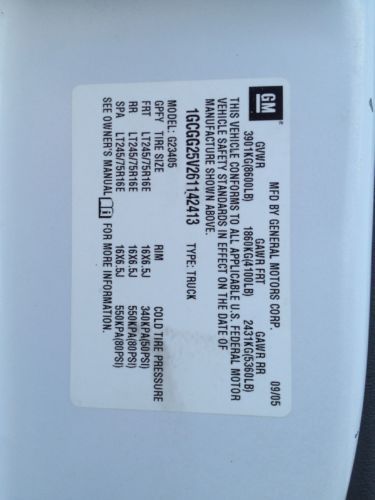 GM
MFD BY GENERAL MOTORS CORP. 09/05
GVWR GAWR FRT GAWR RR
3901KG(8600LB) 1860KG(4100LB) 2431KG(5360LB)
THIS VEHICLE CONFORMS TO ALL APPLICABLE U.S. FEDERAL MOTOR
VEHICLE SAFETY STANDARDS IN EFFECT ON THE DATE OF
MANUFACTURE SHOWN ABOVE.
1GCGG25V261142413 TYPE: TRUCK
MODEL: G23405
GPFY TIRE SIZE RIM COLD TIRE PRESSURE
FRT LT245/75R16E 16X6.5J 340KPA(50PSI)
RR LT245/75R16E 16X6.5J 550KPA(80PSI)
SPA LT245/75R16E 16X6.5J 550KPA(80PSI)
SEE OWNER'S MANUAL FOR MORE INFORMATION.